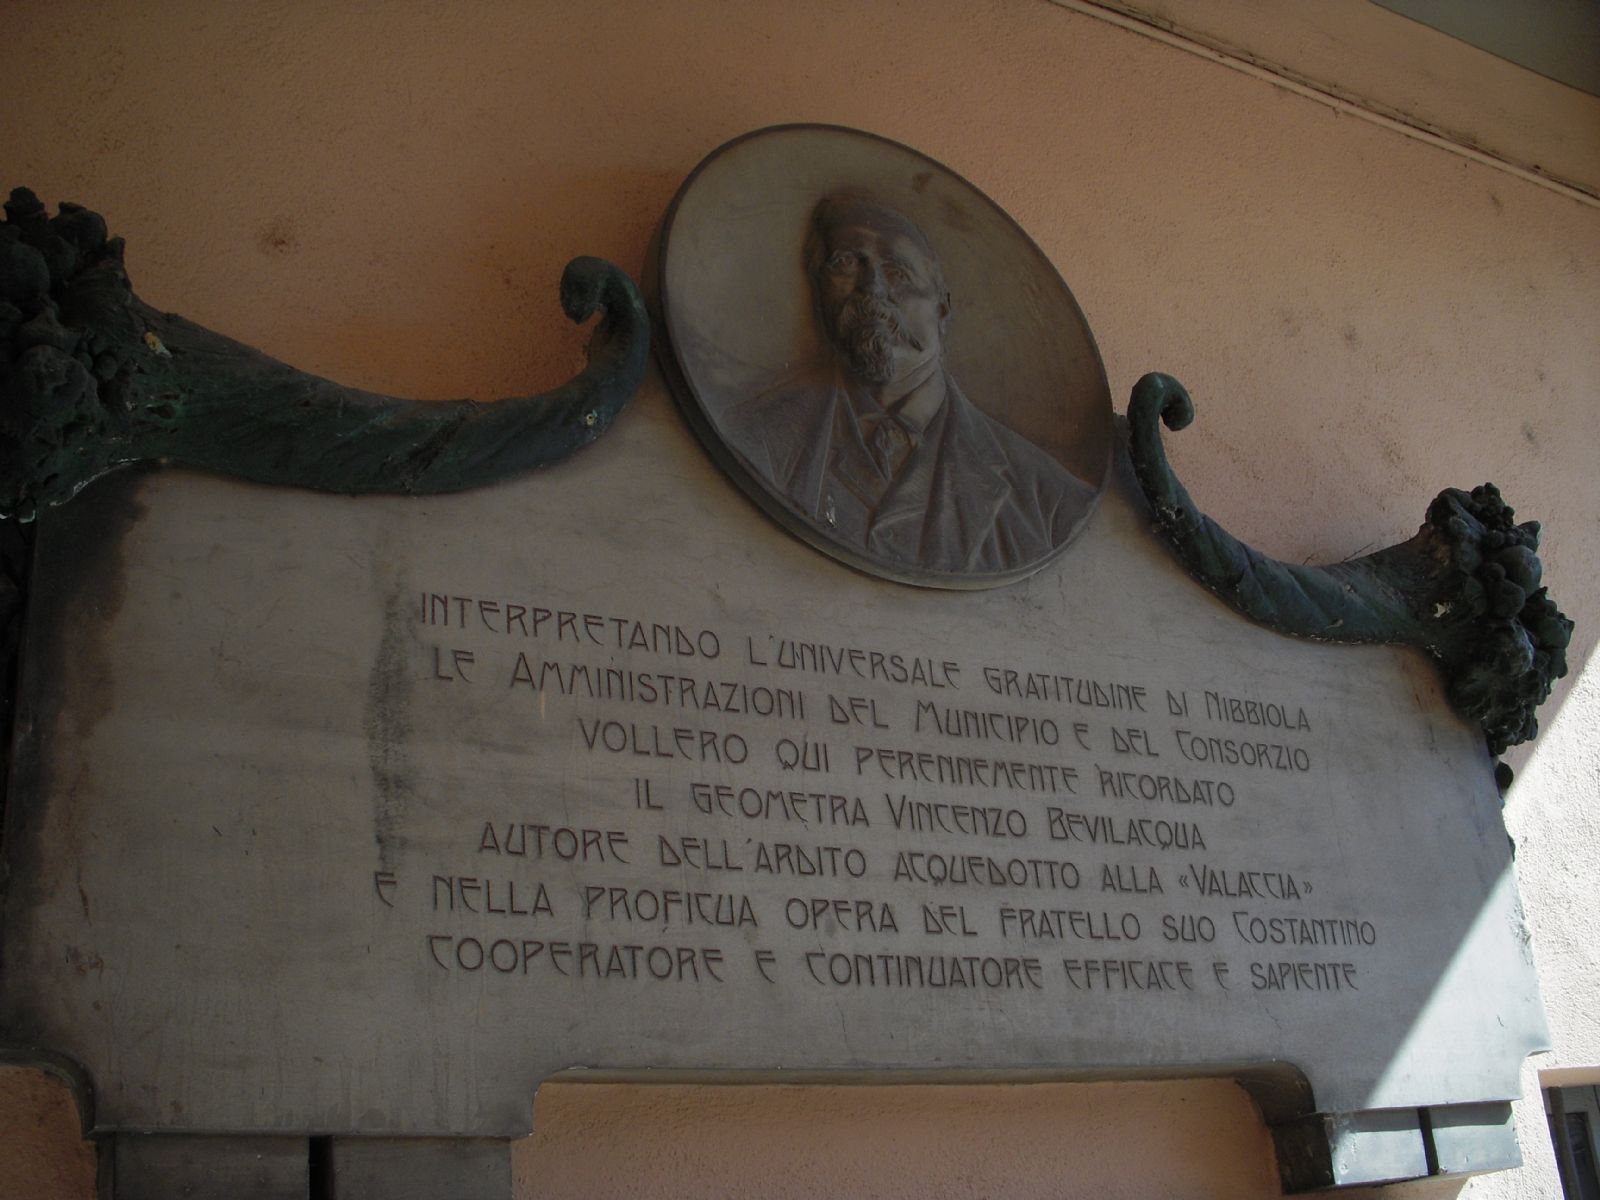 INTERPRETANDO L'UNIVERSALE GRATITUDINE DI NIBBIOLA
LE AMMINISTRAZIONI DEL MUNICIPIO E DEL CONSORZIO
VOLLERO QUI PERENNEMENTE RICORDATO
IL GEOMETRA VINCENZO BEVILACQUA
AUTORE DELL'ARDITO ACQUEDOTTO ALLA «VALACCIA»
E NELLA PROFICUA OPERA DEL FRATELLO SUO COSTANTINO
COOPERATORE E CONTINUATORE EFFICACE E SAPIENTE